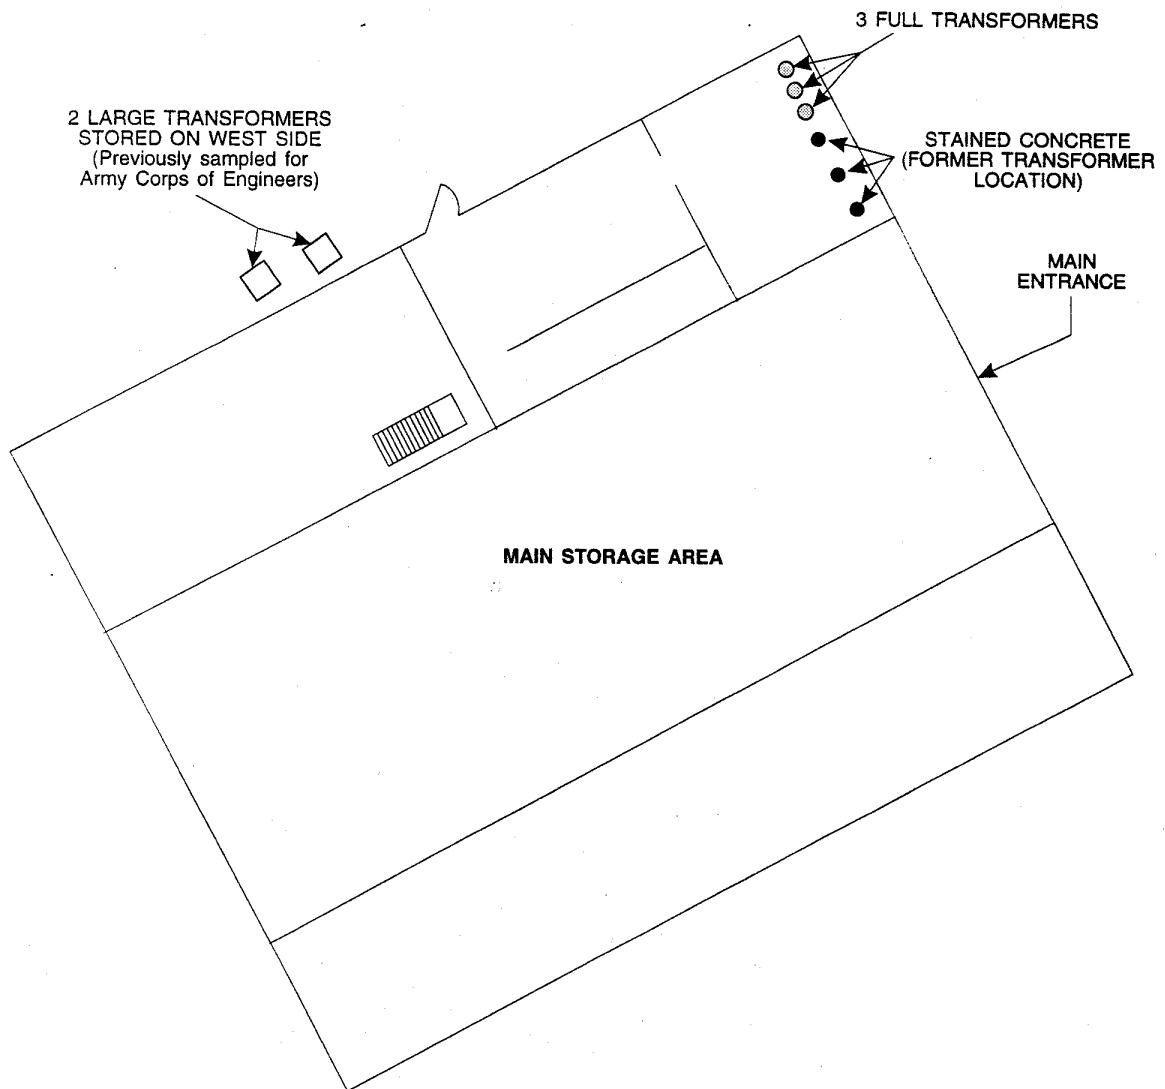 3 FULL TRANSFORMERS
2 LARGE TRANSFORMERS
STORED ON WEST SIDE
(Previously sampled for
Army Corps of Engineers)
STAINED CONCRETE
(FORMER TRANSFORMER
LOCATION)
MAIN
ENTRANCE
MAIN STORAGE AREA